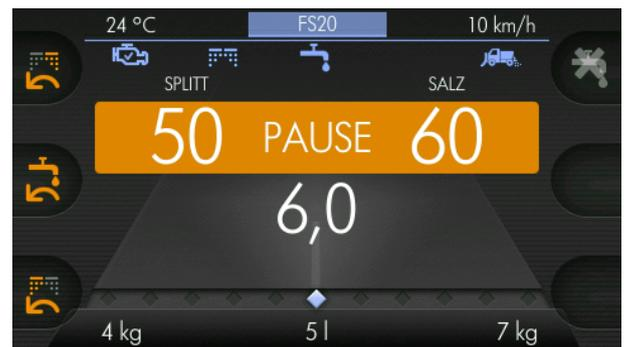 24 °C FS20 10 km/h
SPLITT SALZ
50 PAUSE 60
6,0
4 kg 5 l 7 kg